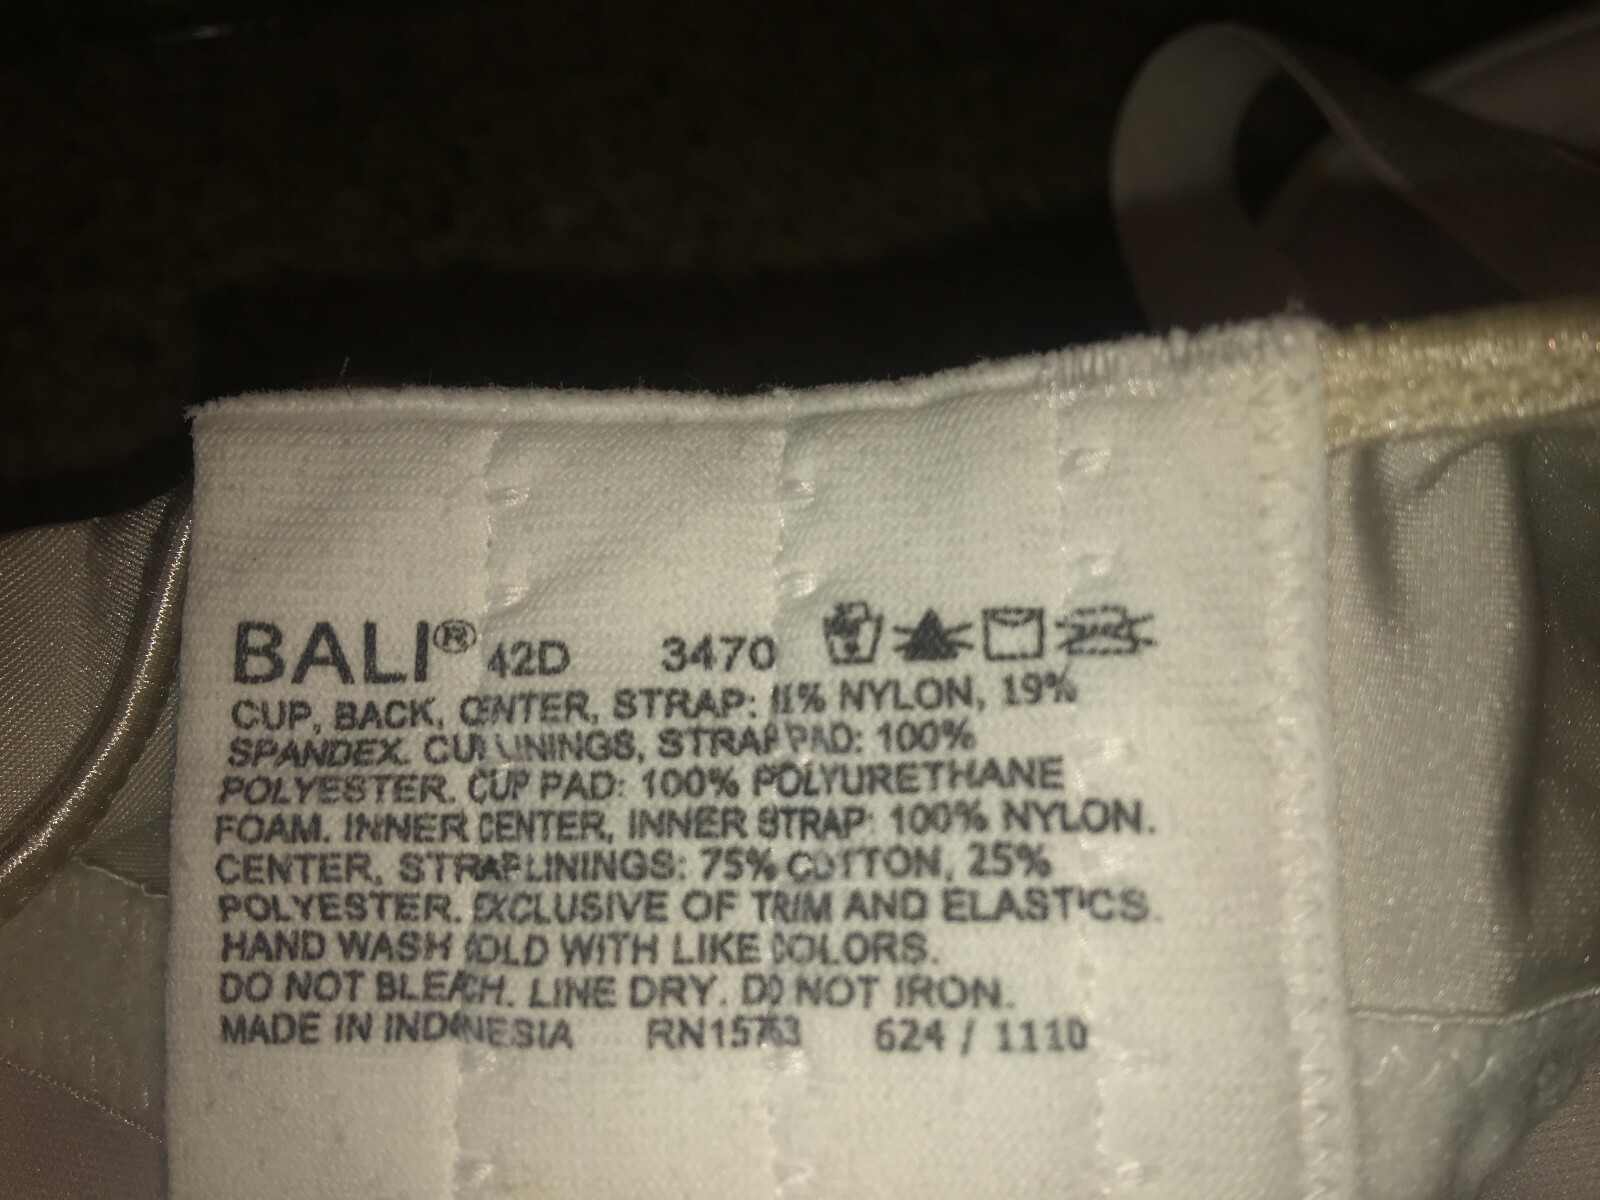 BALI® 42D 3470
CUP, BACK, CENTER, STRAP: NYLON, 19%
SPANDEX. CUP LININGS, STRAP PAD: 100%
POLYESTER. CUP PAD: 100% POLYURETHANE
FOAM. INNER CENTER, INNER STRAP: 100% NYLON.
CENTER, STRAP LININGS: 75% COTTON, 25%
POLYESTER. EXCLUSIVE OF TRIM AND ELASTICS.
HAND WASH COLD WITH LIKE COLORS.
DO NOT BLEACH. LINE DRY. DO NOT IRON.
MADE IN INDONESIA RN15763 624 / 1110